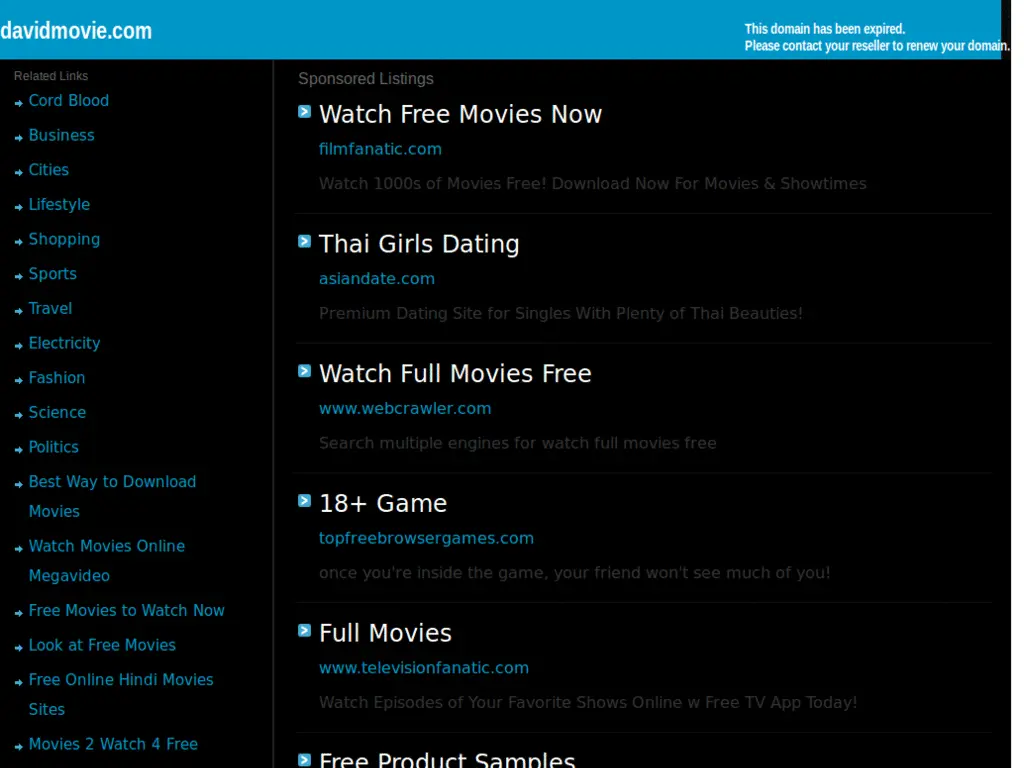 davidmovie.com
This domain has been expired.
Please contact your reseller to renew your domain.
Related Links
Cord Blood
Business
Cities
Lifestyle
Shopping
Sports
Travel
Electricity
Fashion
Science
Politics
Best Way to Download
Movies
Watch Movies Online
Megavideo
Free Movies to Watch Now
Look at Free Movies
Free Online Hindi Movies
Sites
Movies 2 Watch 4 Free
Sponsored Listings
Watch Free Movies Now
filmfanatic.com
Watch 1000s of Movies Free! Download Now For Movies & Showtimes
Thai Girls Dating
asiandate.com
Premium Dating Site for Singles With Plenty of Thai Beauties!
Watch Full Movies Free
www.webcrawler.com
Search multiple engines for watch full movies free
18+ Game
topfreebrowsergames.com
once you're inside the game, your friend won't see much of you!
Full Movies
www.televisionfanatic.com
Watch Episodes of Your Favorite Shows Online w Free TV App Today!
Free Product Samples